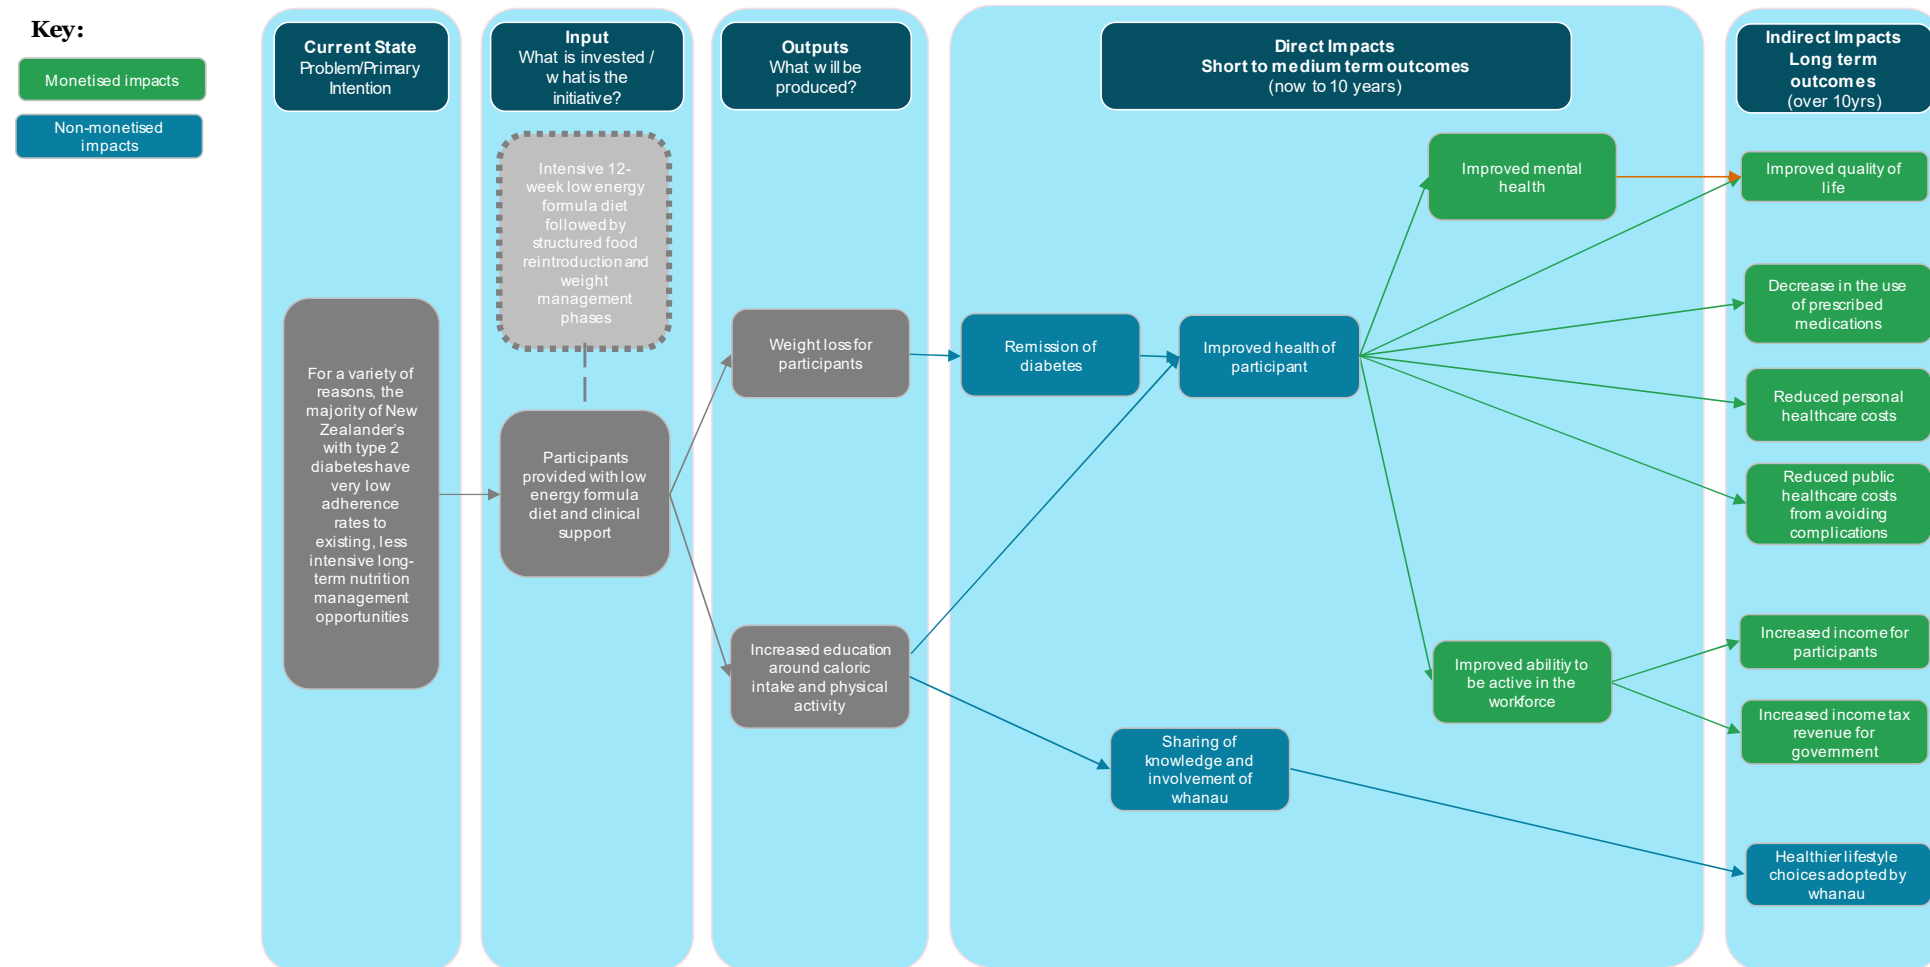 Key:
Monetised impacts
Non-monetised
impacts
Current State
Problem/Primary
Intention
Input
What is invested /
what is the
initiative?
Outputs
What will be
produced?
Direct Impacts
Short to medium term outcomes
(now to 10 years)
Indirect Impacts
Long term
outcomes
(over 10yrs)
For a variety of
reasons, the
majority of New
Zealander's
with type 2
diabetes have
very low
adherence
rates to
existing, less
intensive long-
term nutrition
management
opportunities
Intensive 12-
week low energy
formula diet
followed by
structured food
reintroduction and
weight
management
phases
Participants
provided with low
energy formula
diet and clinical
support
Weight loss for
participants
Increased education
around caloric
intake and physical
activity
Remission of
diabetes
Improved health of
participant
Sharing of
knowledge and
involvement of
whanau
Improved mental
health
Improved abilitiy to
be active in the
workforce
Improved quality of
life
Decrease in the use
of prescribed
medications
Reduced personal
healthcare costs
Reduced public
healthcare costs
from avoiding
complications
Increased income for
participants
Increased income tax
revenue for
government
Healthier lifestyle
choices adopted by
whanau